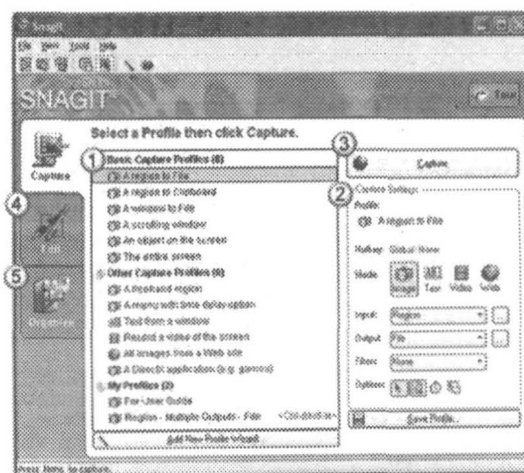 SnagIt
File View Tools Help
SNAGIT
Tour
Select a Profile then click Capture.
Capture
1
Basic Capture Profiles (6)
A region to File
A region to Clipboard
A window to File
A scrolling window
An object on the screen
The entire screen
Other Capture Profiles (6)
A freehand region
A menu with time delay option
Text from a window
Record a video of the screen
All images from a Web site
A DirectX application (e.g. games)
My Profiles (2)
For User Guide
Region - Multiple Outputs - File
Add New Profile Wizard...
3
Capture
2
Capture Settings
Profile:
A region to File
Hotkey: Global: None
Mode:
Image
Text
Video
Web
Input: Region
Output: File
Filters: None
Options:
Save Profile...
4
Edit
5
Organize
to capture.